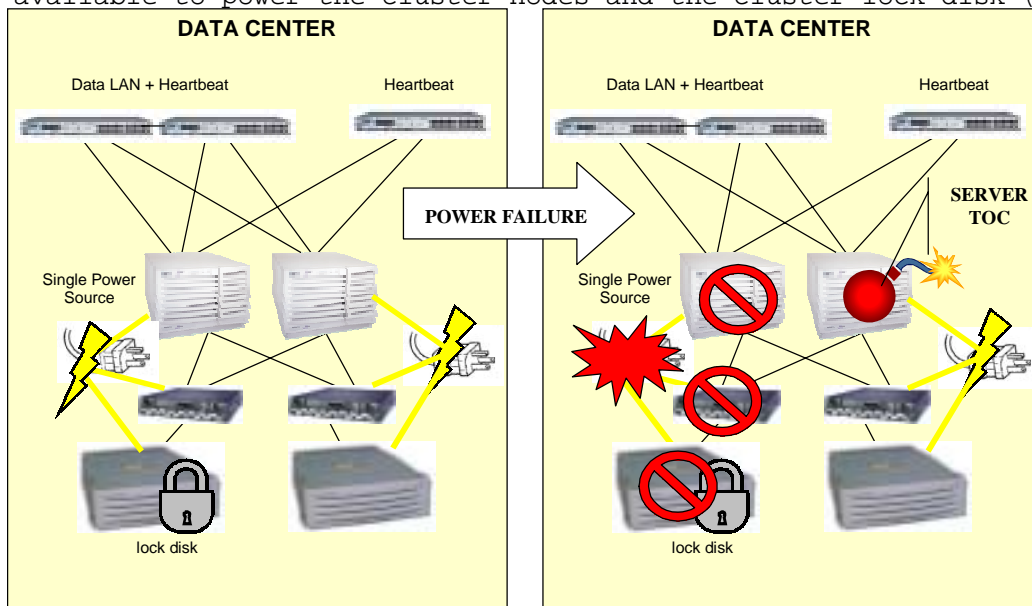 available to power the cluster nodes and the cluster lock disk (
DATA CENTER
Data LAN + Heartbeat
Heartbeat
Single Power
Source
lock disk
POWER FAILURE
DATA CENTER
Data LAN + Heartbeat
Heartbeat
SERVER
TOC
Single Power
Source
lock disk